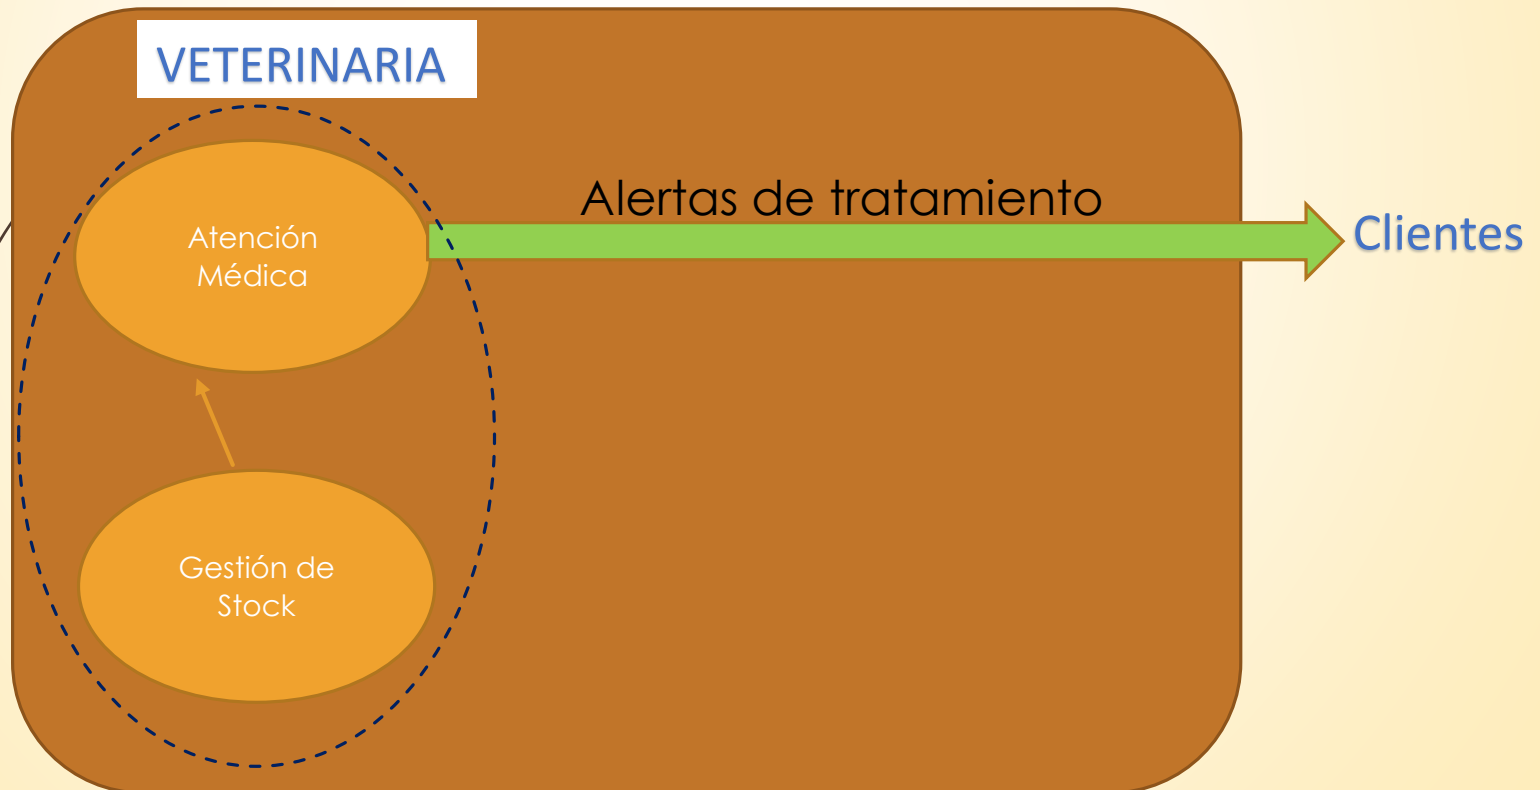 VETERINARIA
Alertas de tratamiento
Clientes
Atención
Médica
Gestión de
Stock